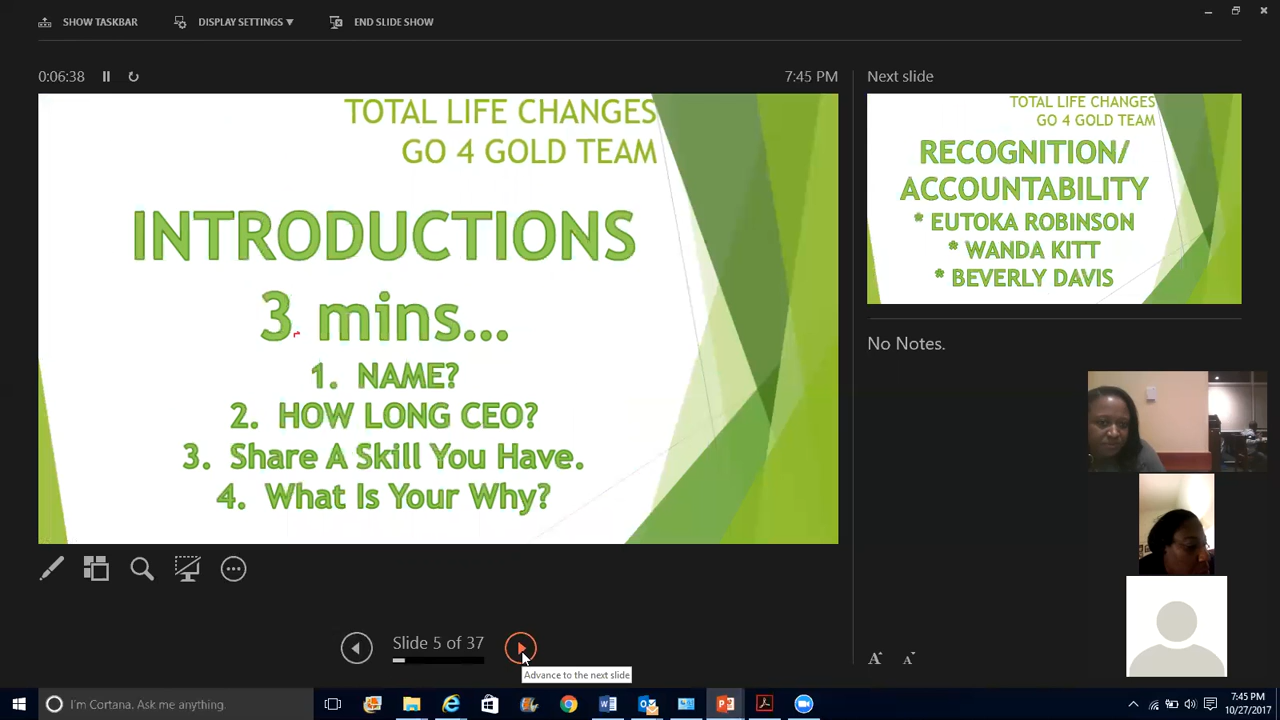 SHOW TASKBAR
DISPLAY SETTINGS ▼
END SLIDE SHOW
0:06:38
7:45 PM
TOTAL LIFE CHANGES
GO 4 GOLD TEAM
INTRODUCTIONS
3 mins...
1. NAME?
2. HOW LONG CEO?
3. Share A Skill You Have.
4. What Is Your Why?
Slide 5 of 37
Advance to the next slide
Next slide
TOTAL LIFE CHANGES
GO 4 GOLD TEAM
RECOGNITION/
ACCOUNTABILITY
* EUTOKA ROBINSON
* WANDA KITT
* BEVERLY DAVIS
No Notes.
A A
I'm Cortana. Ask me anything.
7:45 PM
10/27/2017